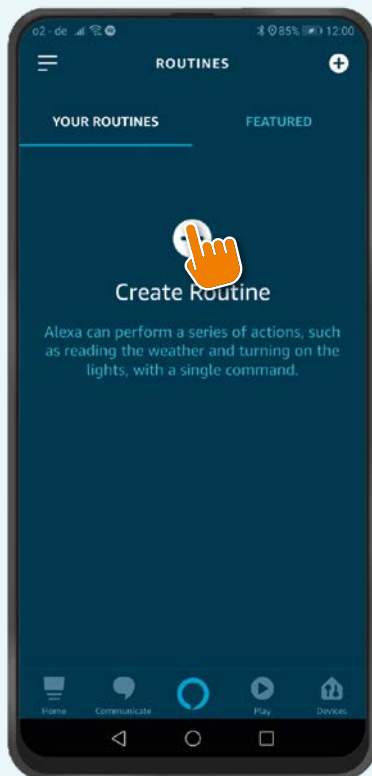 o2 - de 85% 12:00
ROUTINES
YOUR ROUTINES FEATURED
Create Routine
Alexa can perform a series of actions, such
as reading the weather and turning on the
lights, with a single command.
Home Communicate Play Devices